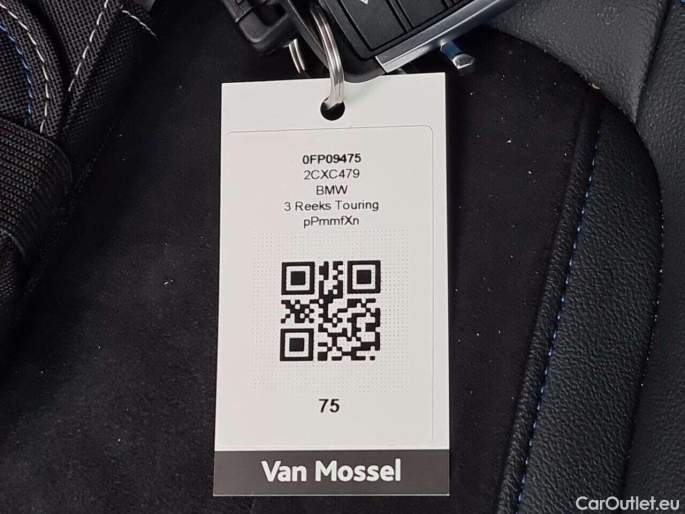 0FP09475
2CXC479
BMW
3 Reeks Touring
pPmmfXn
75
Van Mossel
CarOutlet.eu